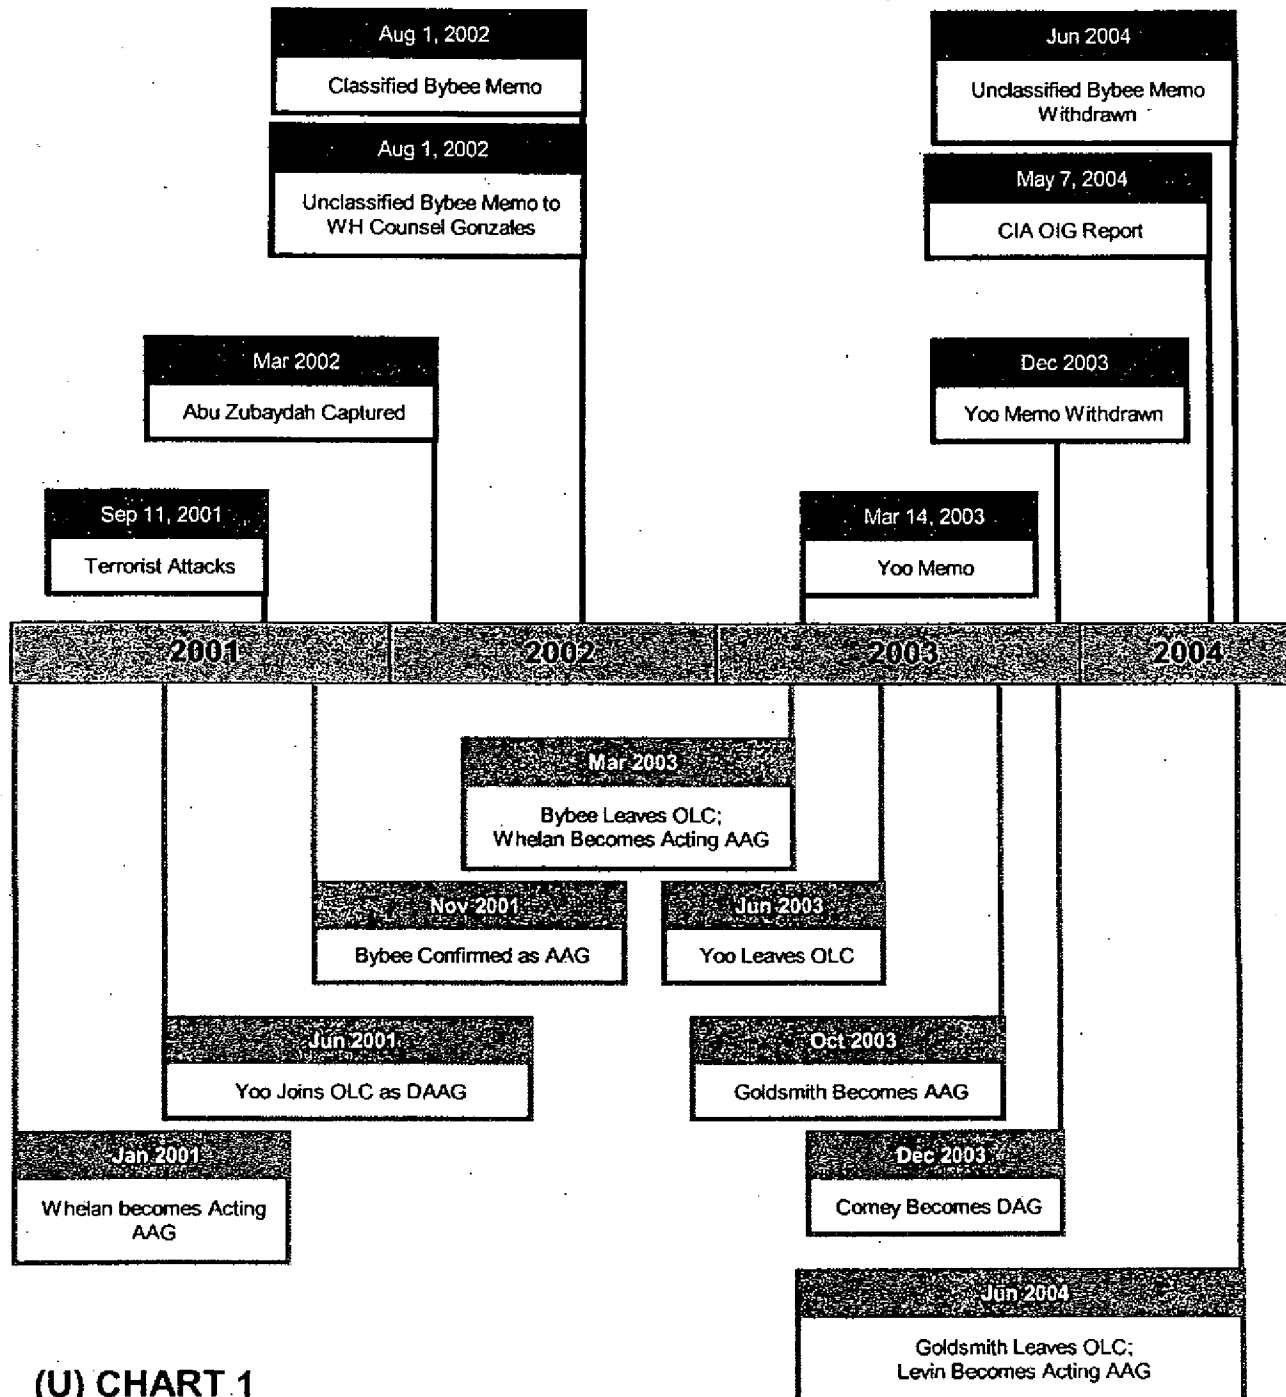 Aug 1, 2002
Classified Bybee Memo
Aug 1, 2002
Unclassified Bybee Memo to
WH Counsel Gonzales
Jun 2004
Unclassified Bybee Memo
Withdrawn
May 7, 2004
CIA OIG Report
Mar 2002
Abu Zubaydah Captured
Dec 2003
Yoo Memo Withdrawn
Sep 11, 2001
Terrorist Attacks
Mar 14, 2003
Yoo Memo
2001
2002
2003
2004
Mar 2003
Bybee Leaves OLC;
Whelan Becomes Acting AAG
Nov 2001
Bybee Confirmed as AAG
Jun 2003
Yoo Leaves OLC
Jun 2001
Yoo Joins OLC as DAAG
Oct 2003
Goldsmith Becomes AAG
Jan 2001
Whelan becomes Acting
AAG
Dec 2003
Comey Becomes DAG
Jun 2004
Goldsmith Leaves OLC;
Levin Becomes Acting AAG
(U) CHART 1